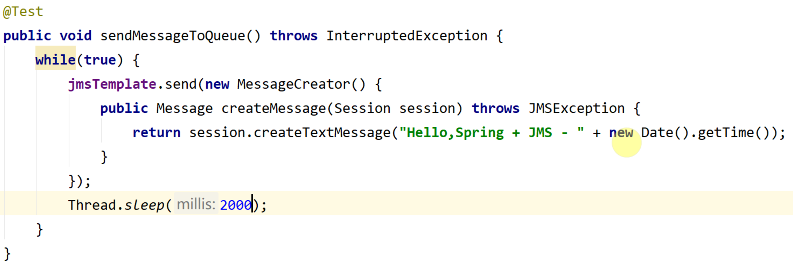 @Test
public void sendMessageToQueue() throws InterruptedException {
while(true) {
jmsTemplate.send(new MessageCreator() {
public Message createMessage(Session session) throws JMSException {
return session.createTextMessage("Hello,Spring + JMS - " + new Date().getTime());
}
});
Thread.sleep( millis: 2000);
}
}